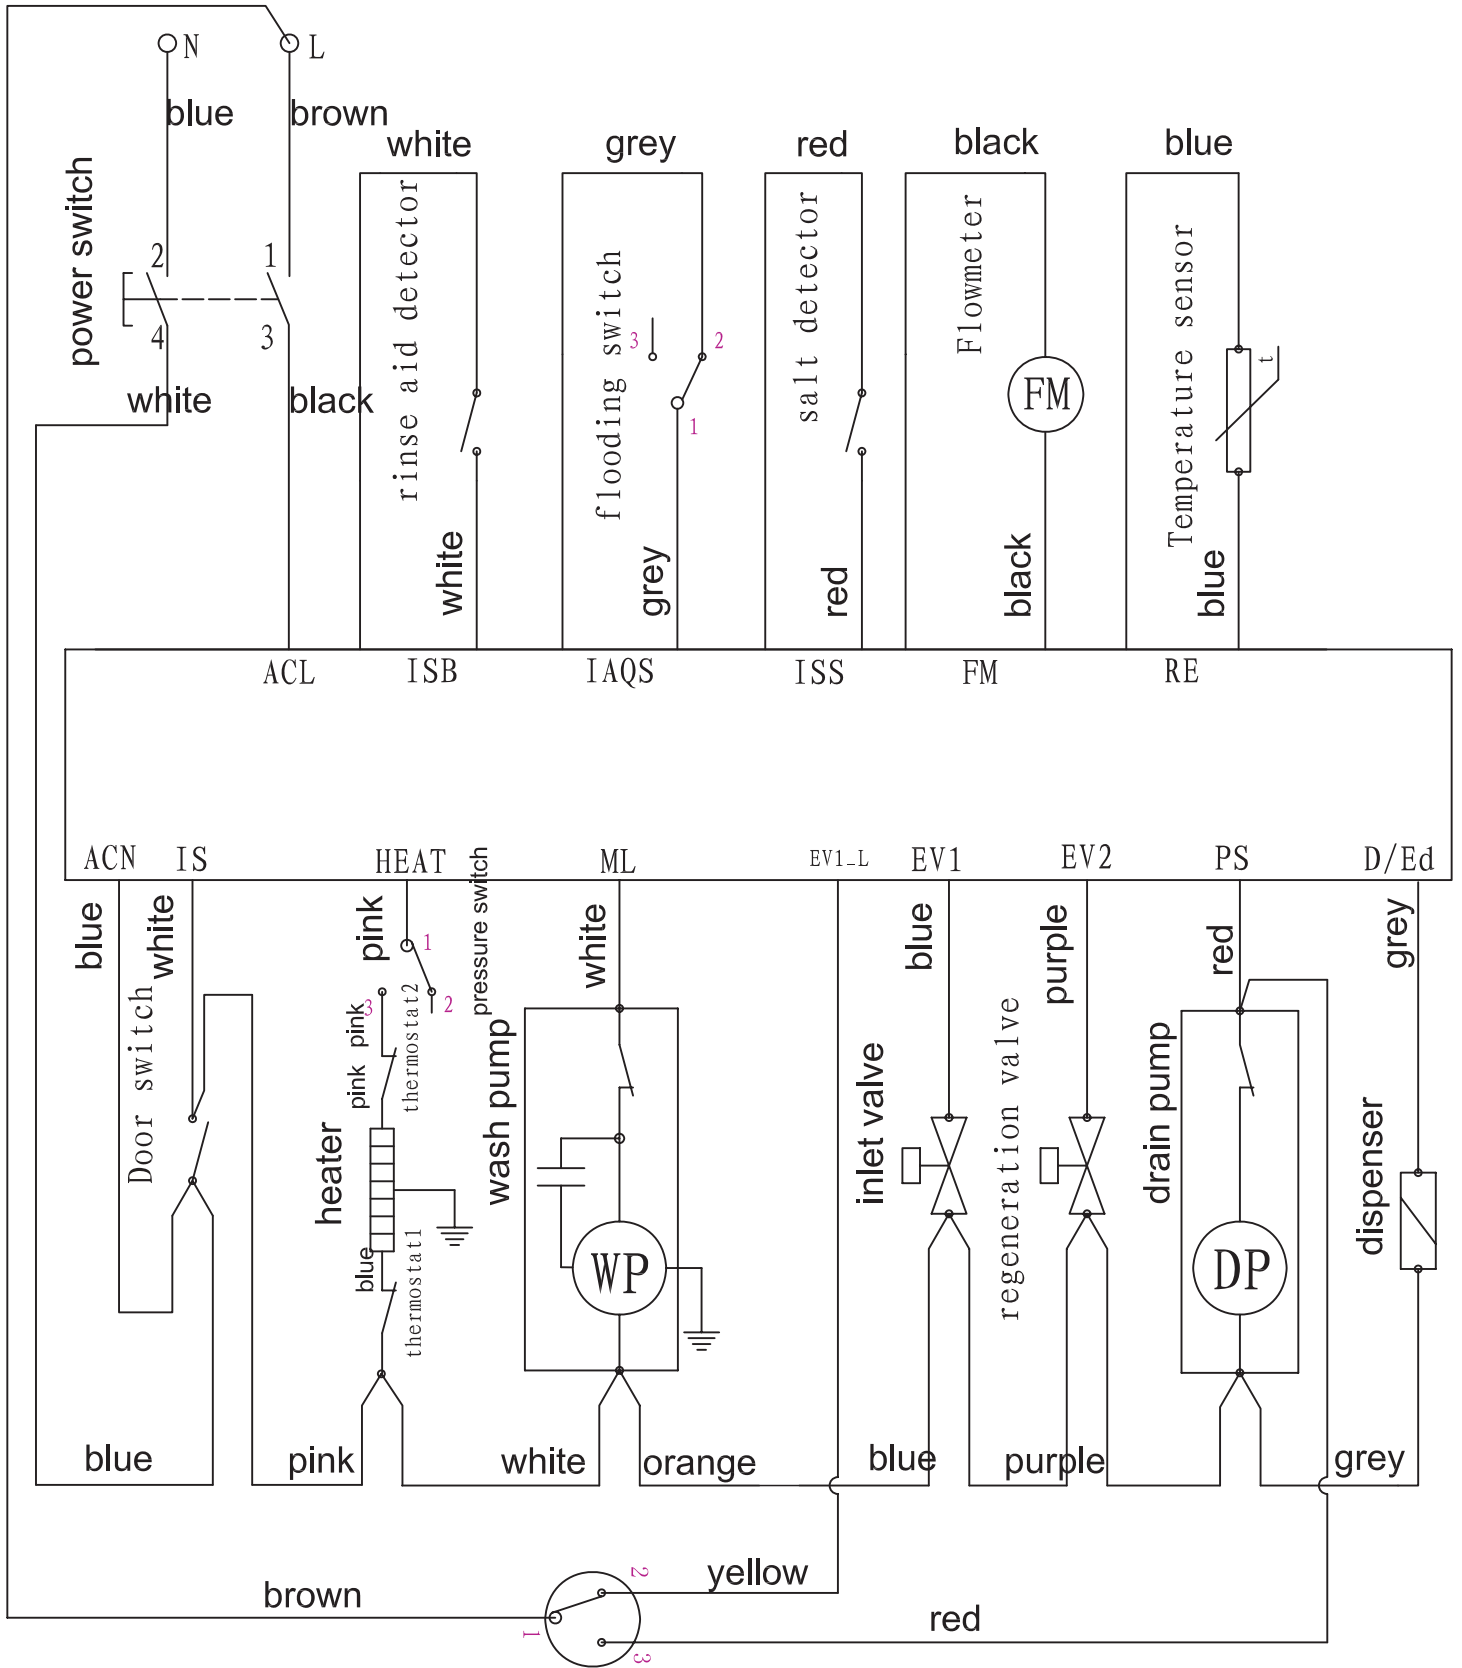 N
L
blue
brown
white
grey
red
black
blue
power switch
2
1
4
3
white
black
rinse aid detector
white
flooding switch
3
2
1
grey
salt detector
red
Flowmeter
FM
black
Temperature sensor
t
blue
ACL
ISB
IAQS
ISS
FM
RE
ACN
IS
HEAT
ML
EV1_L
EV1
EV2
PS
D/Ed
blue
white
pink
1
2
3
pressure switch
white
blue
purple
red
grey
Door switch
pink
pink
thermostat2
heater
blue
thermostat1
wash pump
WP
inlet valve
regeneration valve
drain pump
DP
dispenser
blue
pink
white
orange
blue
purple
grey
brown
1
2
3
yellow
red